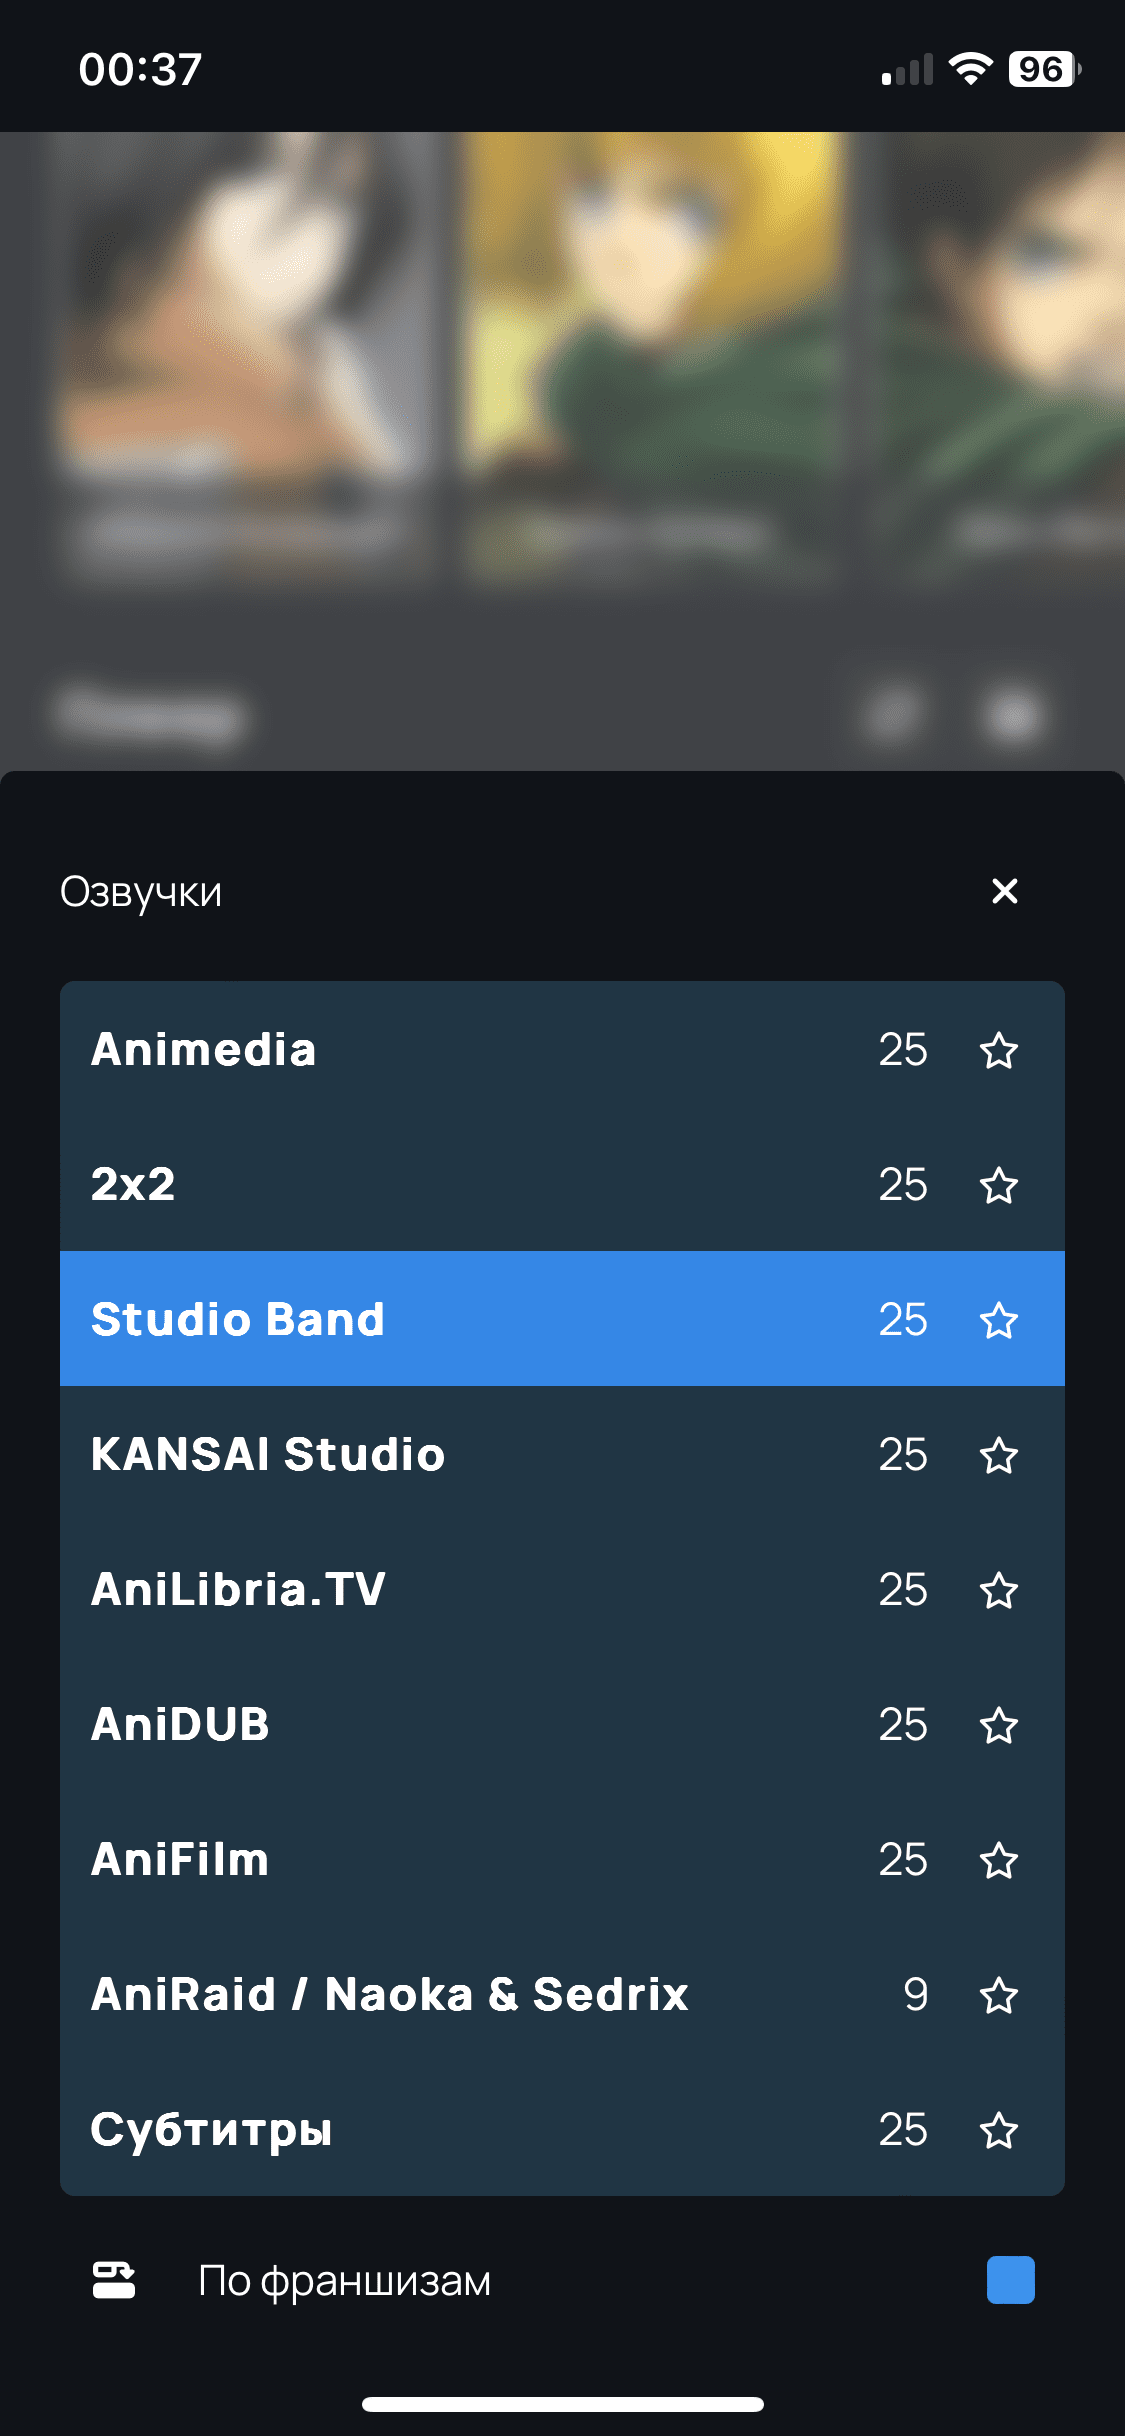 00:37
96
Озвучки
Animedia 25
2x2 25
Studio Band 25
KANSAI Studio 25
AniLibria.TV 25
AniDUB 25
AniFilm 25
AniRaid / Naoka & Sedrix 9
Субтитры 25
По франшизам